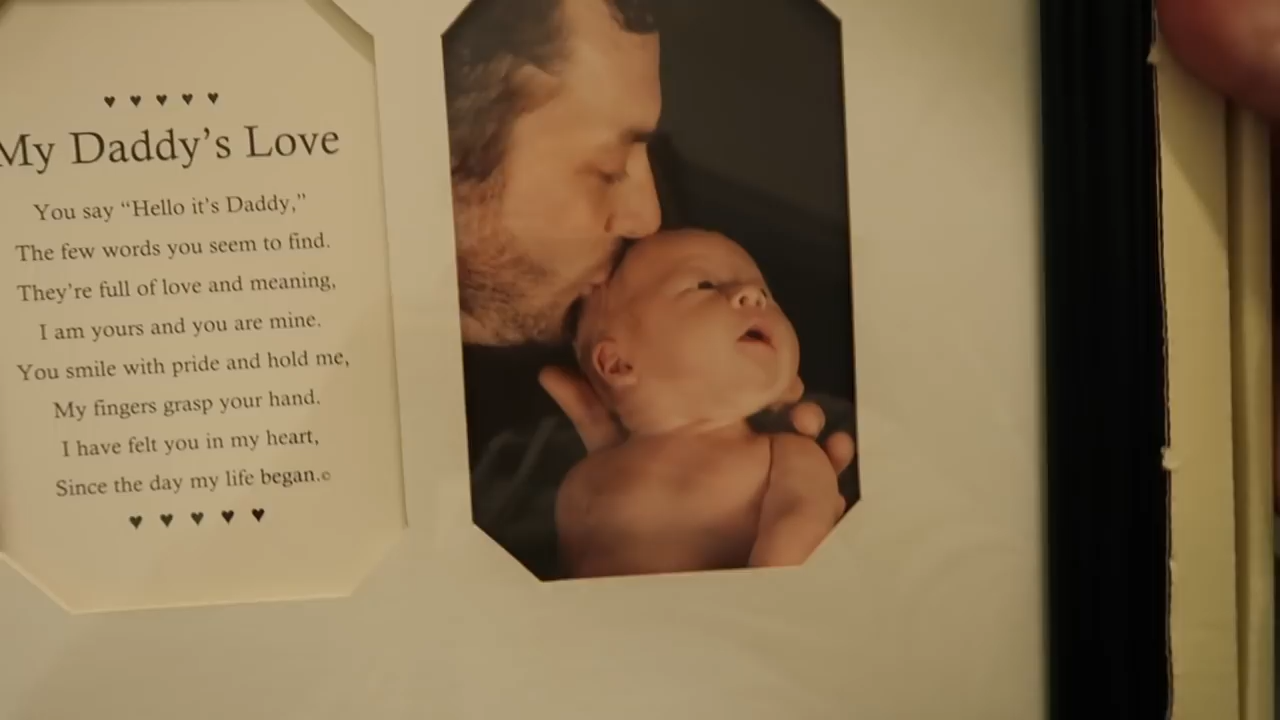 ♥ ♥ ♥ ♥ ♥
My Daddy's Love
You say “Hello it's Daddy,”
The few words you seem to find.
They're full of love and meaning,
I am yours and you are mine.
You smile with pride and hold me,
My fingers grasp your hand.
I have felt you in my heart,
Since the day my life began.©
♥ ♥ ♥ ♥ ♥